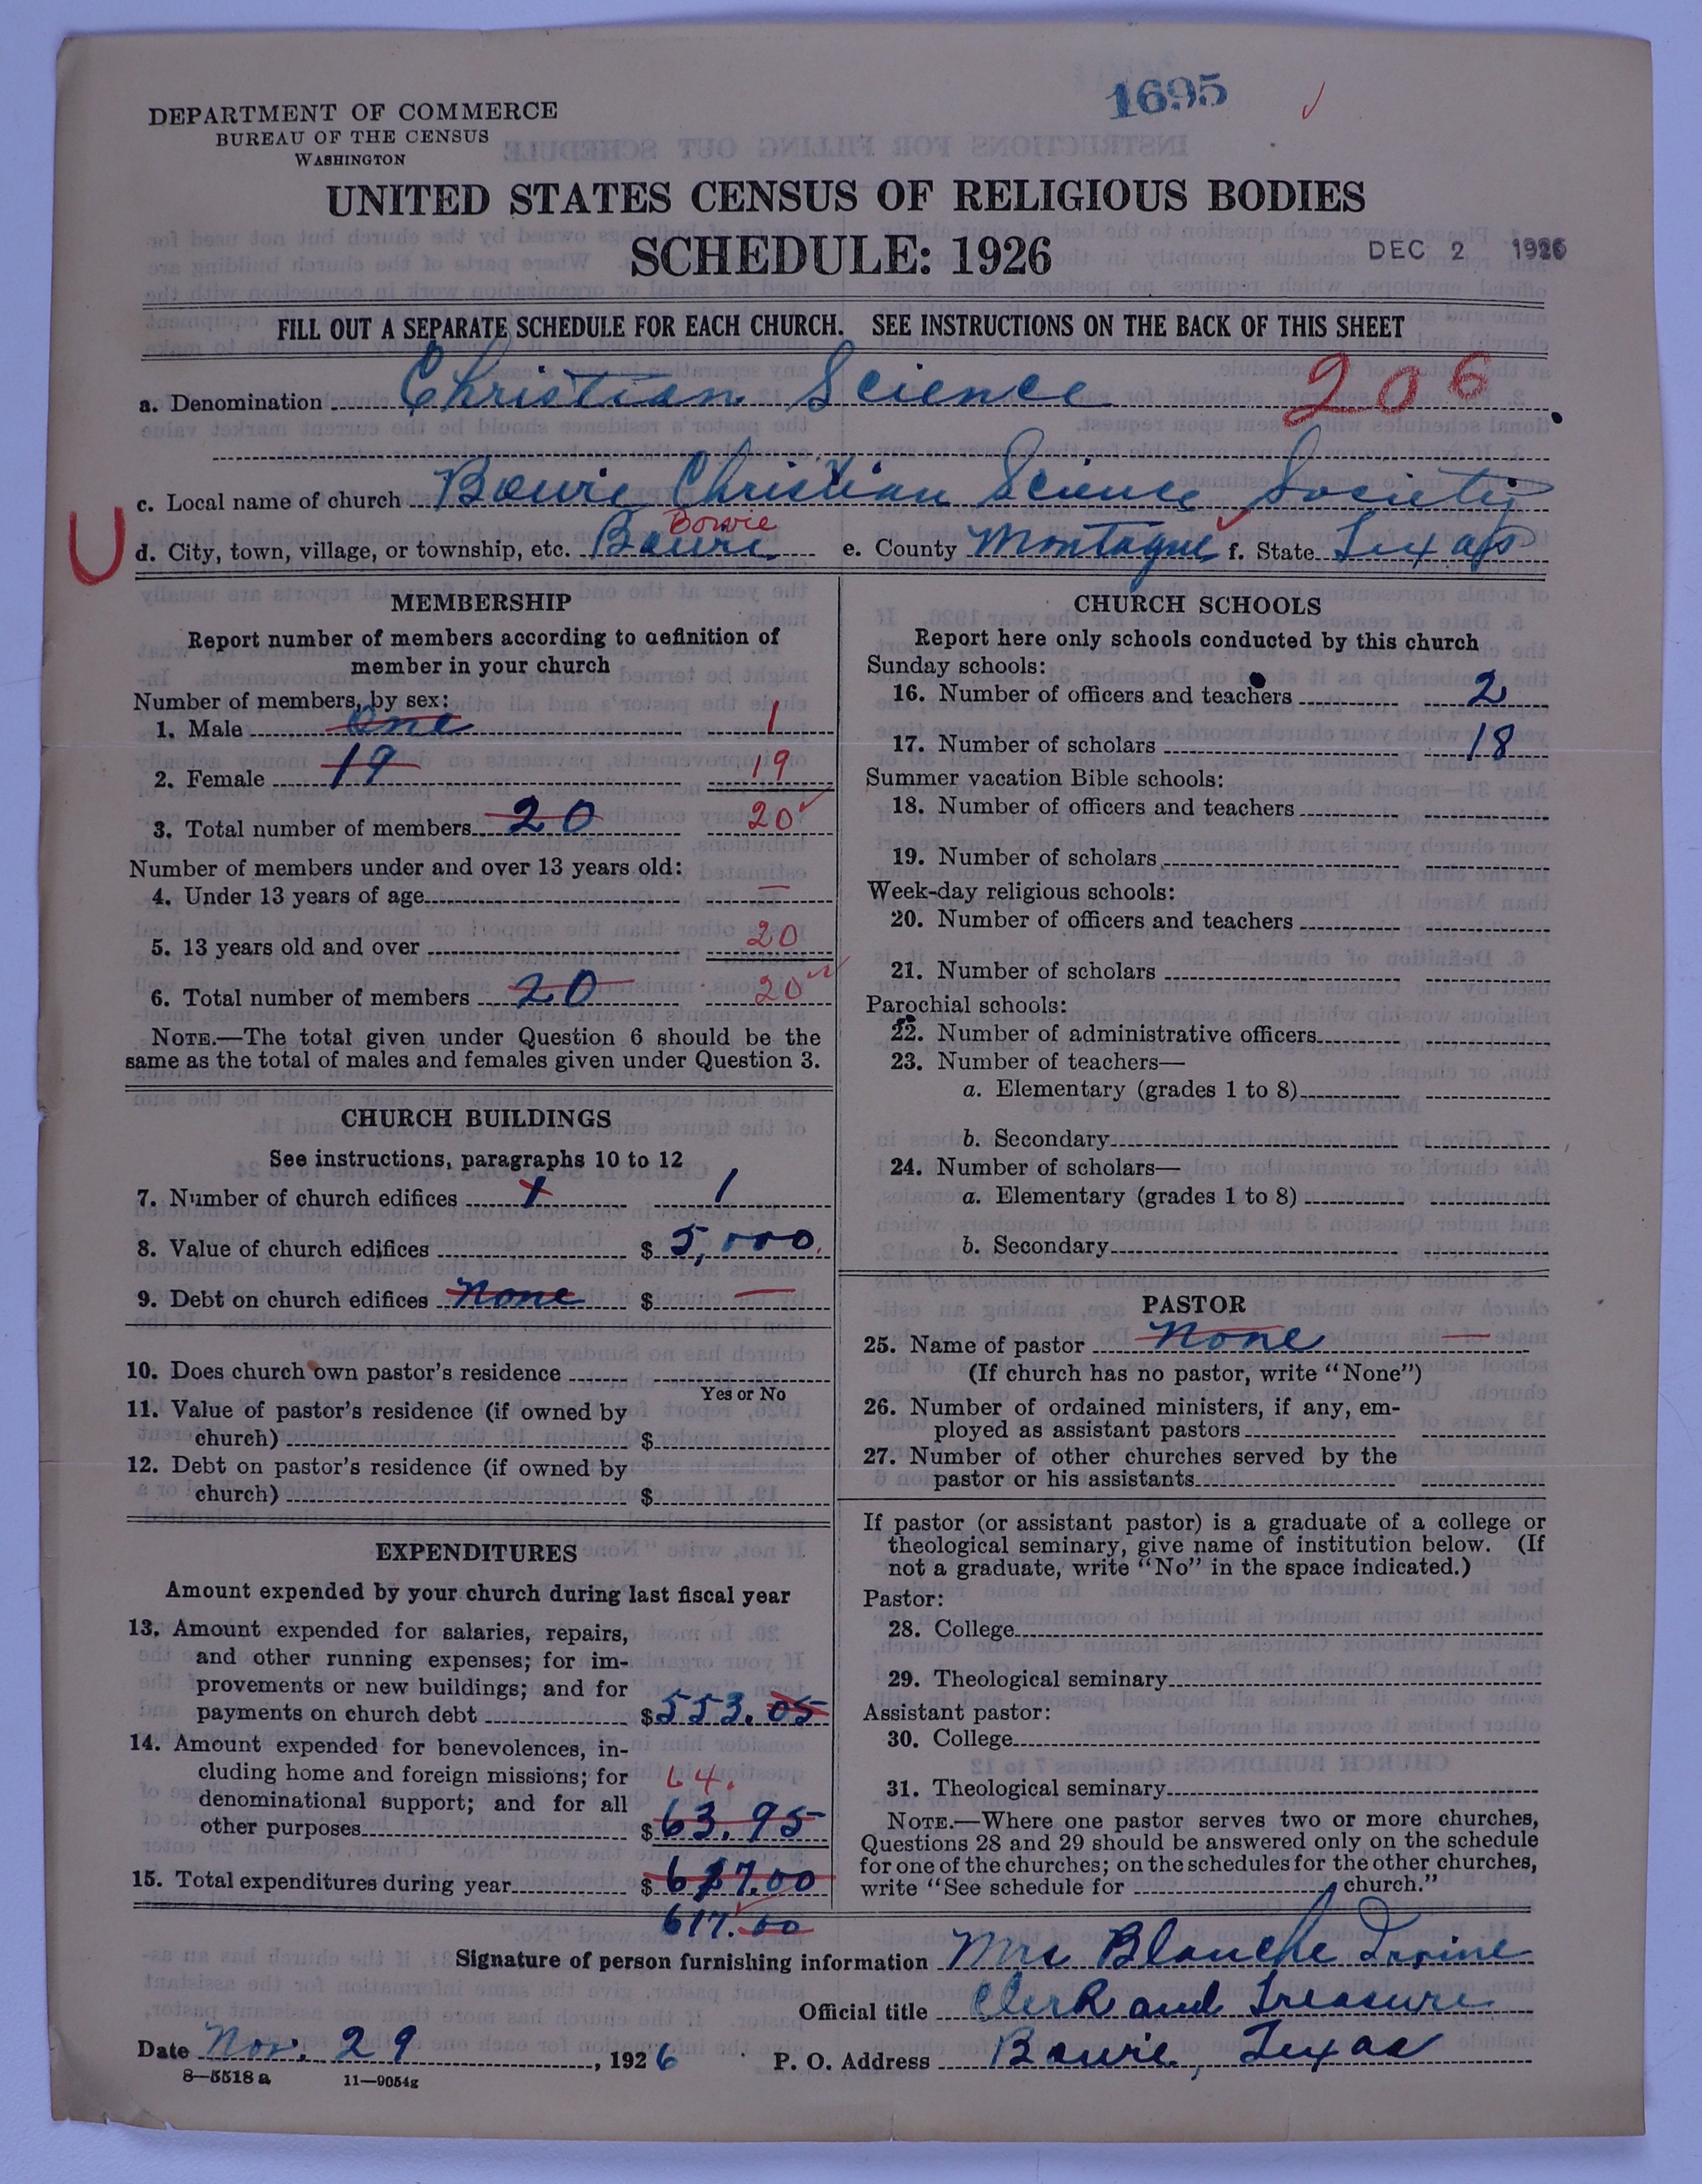 1695
DEPARTMENT OF COMMERCE
BUREAU OF THE CENSUS
WASHINGTON
UNITED STATES CENSUS OF RELIGIOUS BODIES
SCHEDULE: 1926
DEC 2 1926
FILL OUT A SEPARATE SCHEDULE FOR EACH CHURCH. SEE INSTRUCTIONS ON THE BACK OF THIS SHEET
a. Denomination Christian Science 206
c. Local name of church Bowie Christian Science Society
U
Bowie
d. City, town, village, or township, etc. Bowie e. County Montague f. State Texas
MEMBERSHIP
Report number of members according to definition of
member in your church
Number of members, by sex:
1. Male One 1
2. Female 19 19
3. Total number of members 20 20
Number of members under and over 13 years old:
4. Under 13 years of age —
5. 13 years old and over 20
6. Total number of members 20 20
NOTE.—The total given under Question 6 should be the
same as the total of males and females given under Question 3.
CHURCH BUILDINGS
See instructions, paragraphs 10 to 12
7. Number of church edifices 1 1
8. Value of church edifices $ 5,000
9. Debt on church edifices None $ —
10. Does church own pastor's residence
Yes or No
11. Value of pastor's residence (if owned by
church) $
12. Debt on pastor's residence (if owned by
church) $
EXPENDITURES
Amount expended by your church during last fiscal year
13. Amount expended for salaries, repairs,
and other running expenses; for im-
provements or new buildings; and for
payments on church debt $ 553.05
14. Amount expended for benevolences, in-
cluding home and foreign missions; for 64.
denominational support; and for all
other purposes $ 63.95
15. Total expenditures during year $ 617.00
617.00
CHURCH SCHOOLS
Report here only schools conducted by this church
Sunday schools:
16. Number of officers and teachers 2
17. Number of scholars 18
Summer vacation Bible schools:
18. Number of officers and teachers
19. Number of scholars
Week-day religious schools:
20. Number of officers and teachers
21. Number of scholars
Parochial schools:
22. Number of administrative officers
23. Number of teachers—
a. Elementary (grades 1 to 8)
b. Secondary
24. Number of scholars—
a. Elementary (grades 1 to 8)
b. Secondary
PASTOR
25. Name of pastor None —
(If church has no pastor, write "None")
26. Number of ordained ministers, if any, em-
ployed as assistant pastors
27. Number of other churches served by the
pastor or his assistants
If pastor (or assistant pastor) is a graduate of a college or
theological seminary, give name of institution below. (If
not a graduate, write "No" in the space indicated.)
Pastor:
28. College
29. Theological seminary
Assistant pastor:
30. College
31. Theological seminary
NOTE.—Where one pastor serves two or more churches,
Questions 28 and 29 should be answered only on the schedule
for one of the churches; on the schedules for the other churches,
write "See schedule for church."
Signature of person furnishing information Mrs Blanche Irvine
Official title Clerk and Treasure
Date Nov. 29, 1926 P. O. Address Bowie, Texas
8—5518a 11—9054g